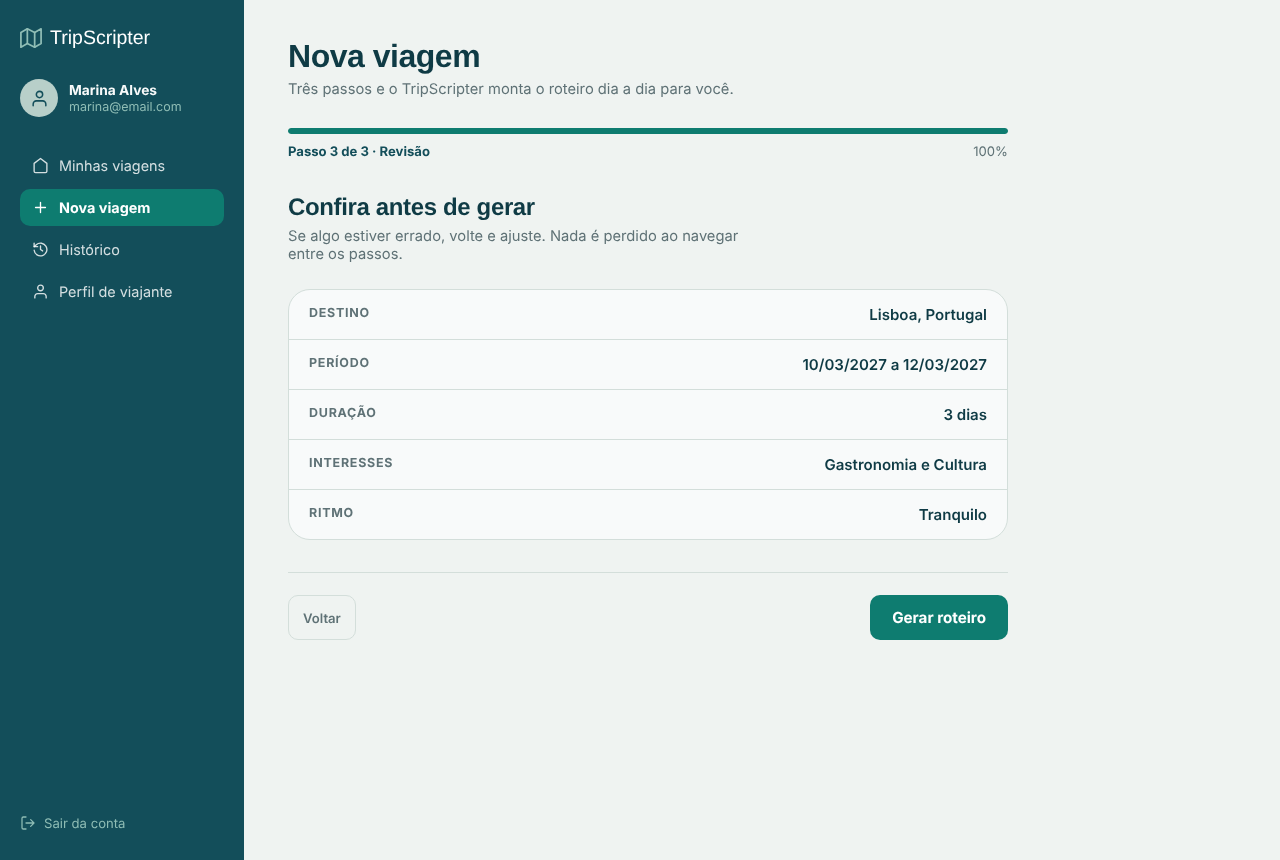 TripScripter
Marina Alves
marina@email.com
Minhas viagens
Nova viagem
Histórico
Perfil de viajante
Sair da conta
Nova viagem
Três passos e o TripScripter monta o roteiro dia a dia para você.
Passo 3 de 3 · Revisão
100%
Confira antes de gerar
Se algo estiver errado, volte e ajuste. Nada é perdido ao navegar
entre os passos.
DESTINO
Lisboa, Portugal
PERÍODO
10/03/2027 a 12/03/2027
DURAÇÃO
3 dias
INTERESSES
Gastronomia e Cultura
RITMO
Tranquilo
Voltar
Gerar roteiro